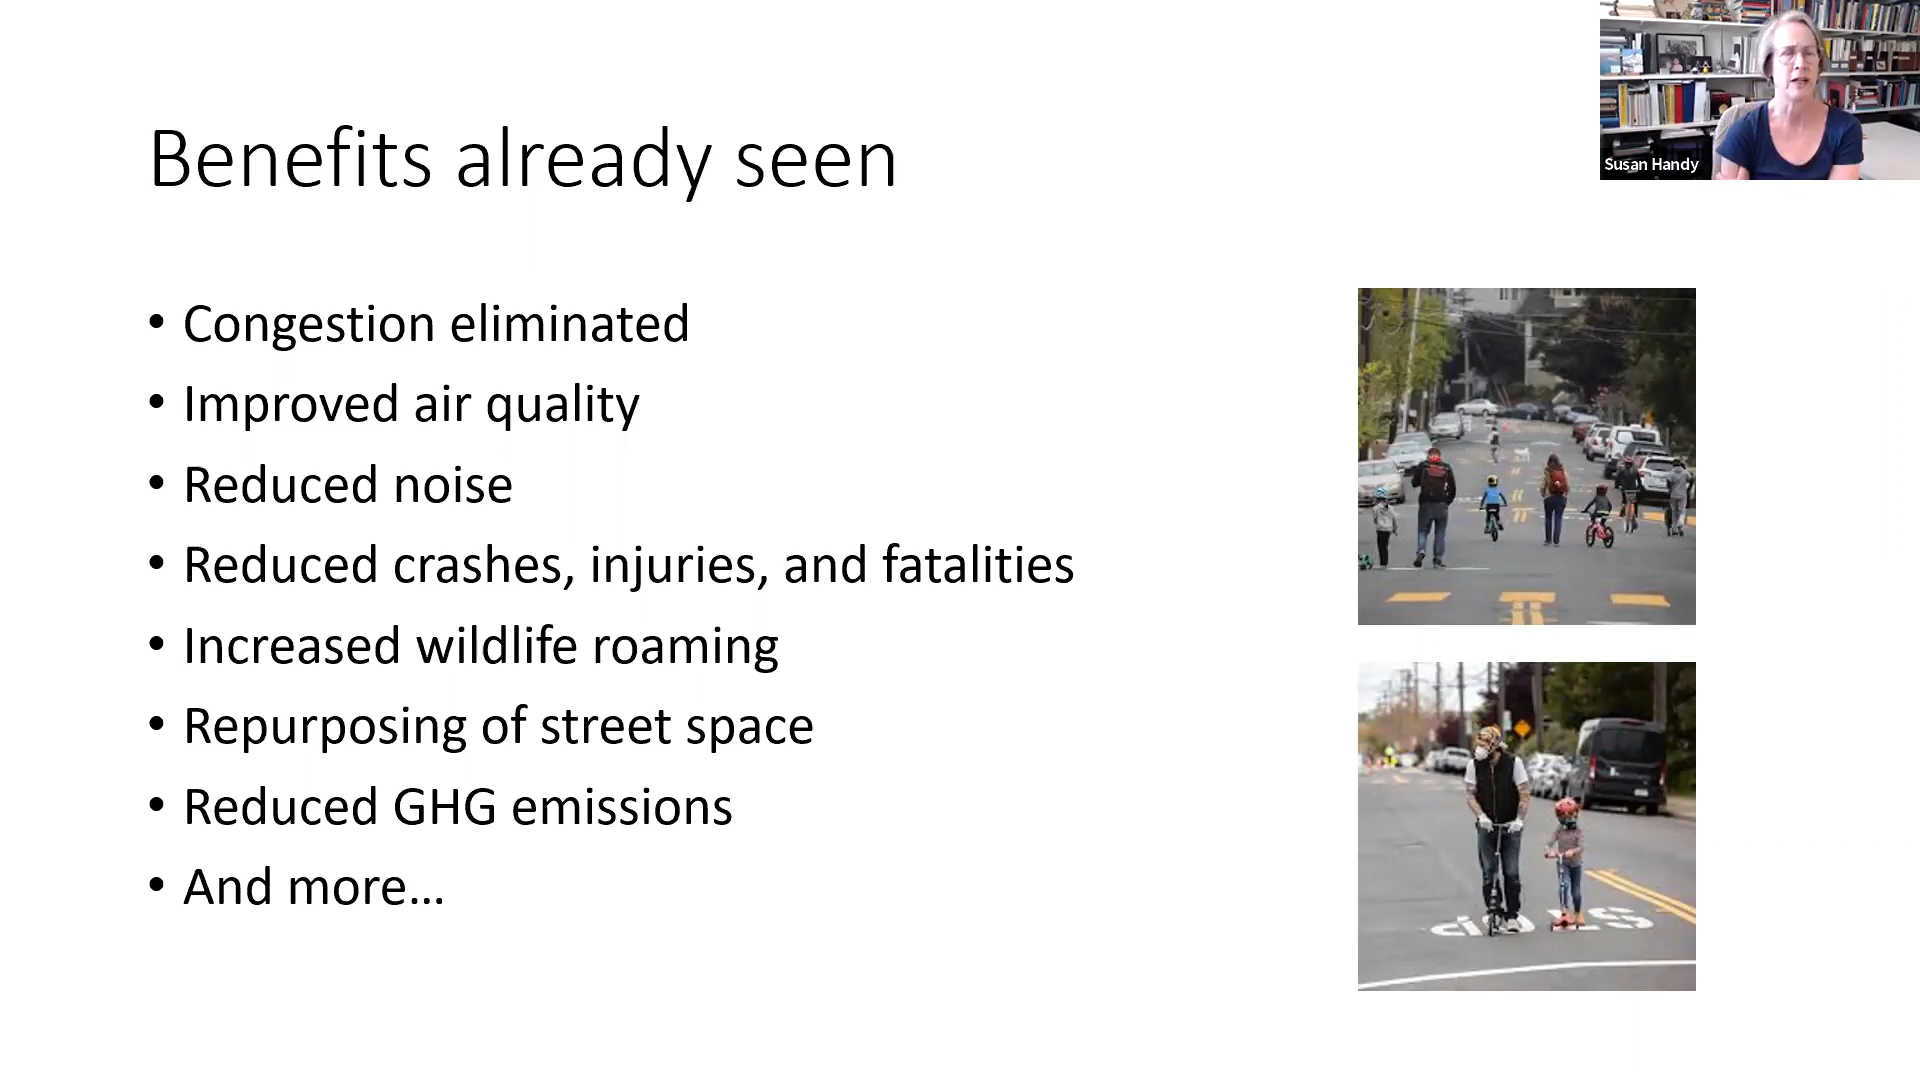 Susan Handy
Benefits already seen
• Congestion eliminated
• Improved air quality
• Reduced noise
• Reduced crashes, injuries, and fatalities
• Increased wildlife roaming
• Repurposing of street space
• Reduced GHG emissions
• And more...
STOP